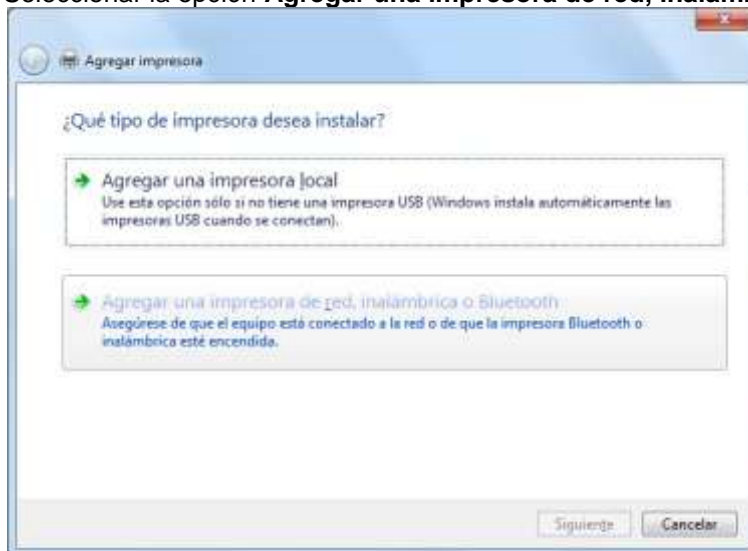 Seleccionar la opción Agregar una impresora de red,
Agregar impresora
¿Qué tipo de impresora desea instalar?
Agregar una impresora local
Use esta opción sólo si no tiene una impresora USB (Windows instala automáticamente las
impresoras USB cuando se conectan).
Agregar una impresora de red, inalámbrica o Bluetooth
Asegúrese de que el equipo está conectado a la red o de que la impresora Bluetooth o
inalámbrica esté encendida.
Siguiente
Cancelar